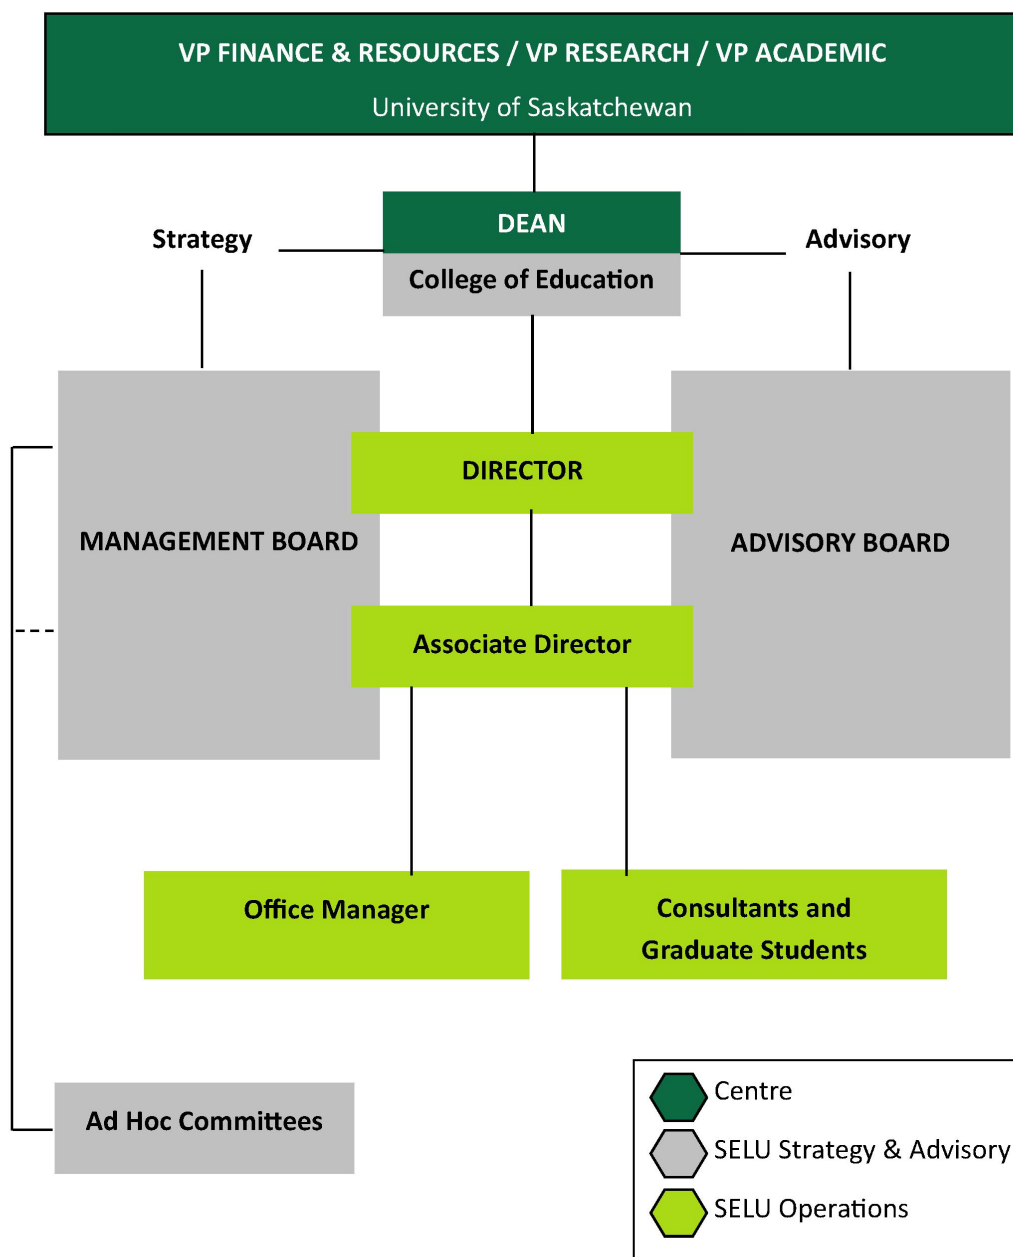 VP FINANCE & RESOURCES / VP RESEARCH / VP ACADEMIC
University of Saskatchewan
DEAN
Strategy
Advisory
College of Education
DIRECTOR
MANAGEMENT BOARD
ADVISORY BOARD
Associate Director
Office Manager
Consultants and
Graduate Students
Ad Hoc Committees
Centre
SELU Strategy & Advisory
SELU Operations